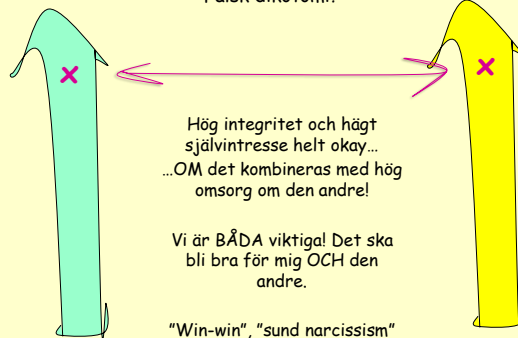 Hög integritet och hägt
självintresse helt okay…
…OM det kombineras med hög
omsorg om den andre!
Vi är BÅDA viktiga! Det ska
bli bra för mig OCH den
andre.
"Win-win", "sund narcissism"